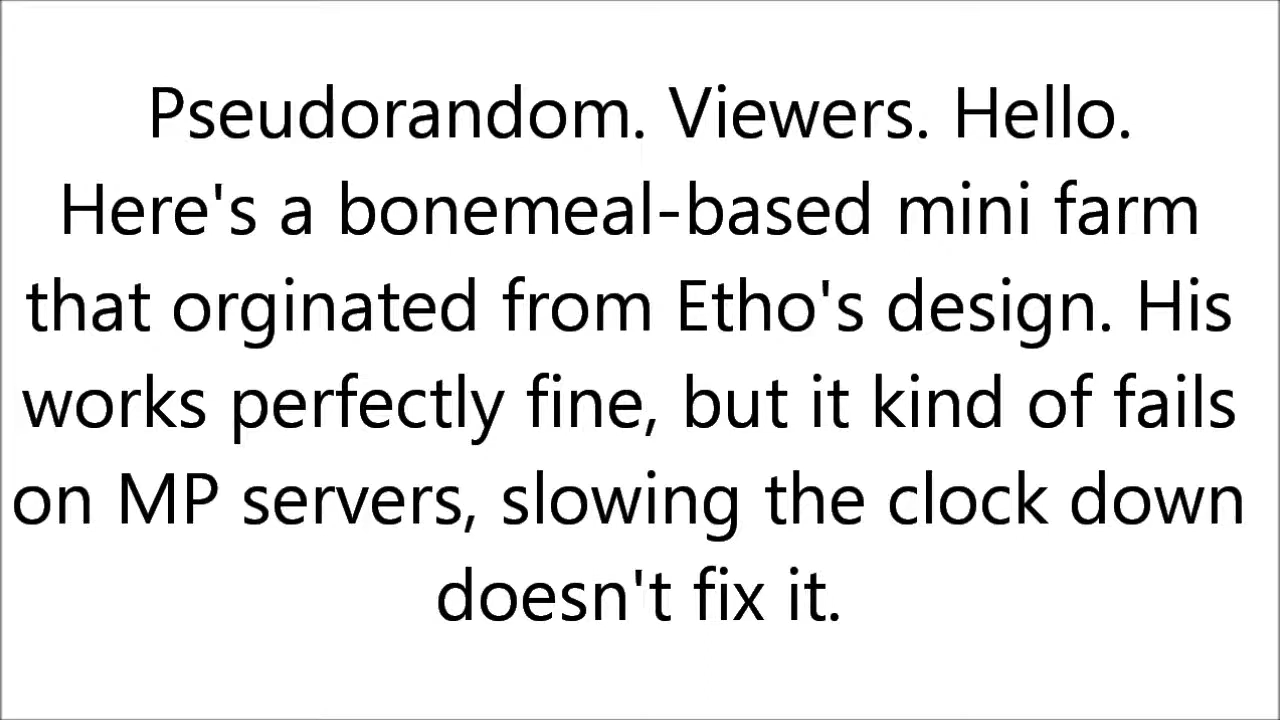 Pseudorandom. Viewers. Hello.
Here's a bonemeal-based mini farm
that orginated from Etho's design. His
works perfectly fine, but it kind of fails
on MP servers, slowing the clock down
doesn't fix it.